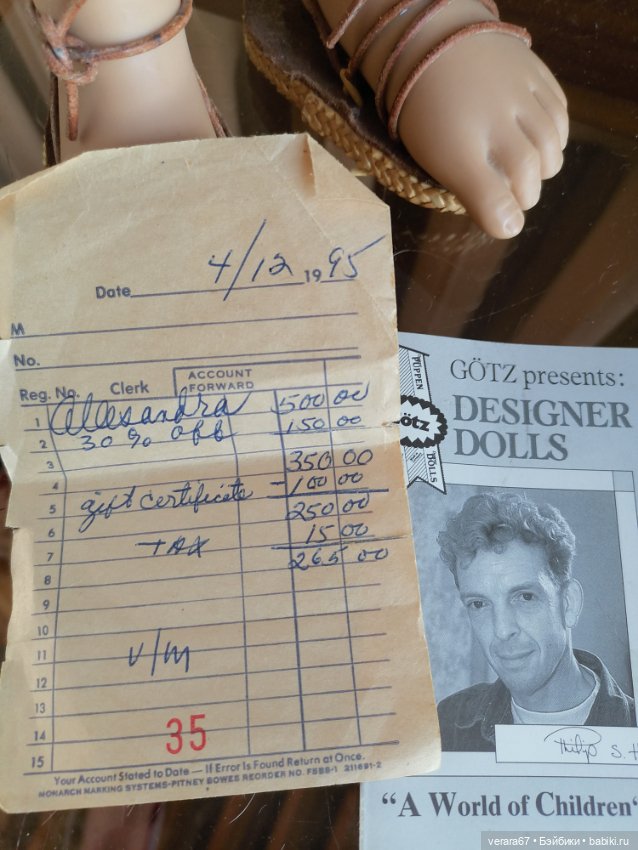 Date 4/12 1995
M
No.
Reg. No. Clerk ACCOUNT FORWARD
1 Alesandra 500 00
2 30% off 150 00
3 350 00
4 -100 00
5 gift certificate 250 00
6 15 00
7 TAX 265 00
8
9
10
11 v/m
12
13
14 35
15
Your Account Stated to Date — If Error Is Found Return at Once.
MONARCH MARKING SYSTEMS-PITNEY BOWES REORDER NO. FSSS-1 211691-2
PUPPEN
Götz
DOLLS
GÖTZ presents:
DESIGNER
DOLLS
Philip S. H
"A World of Children"
verara67 • Бэйбики • babiki.ru